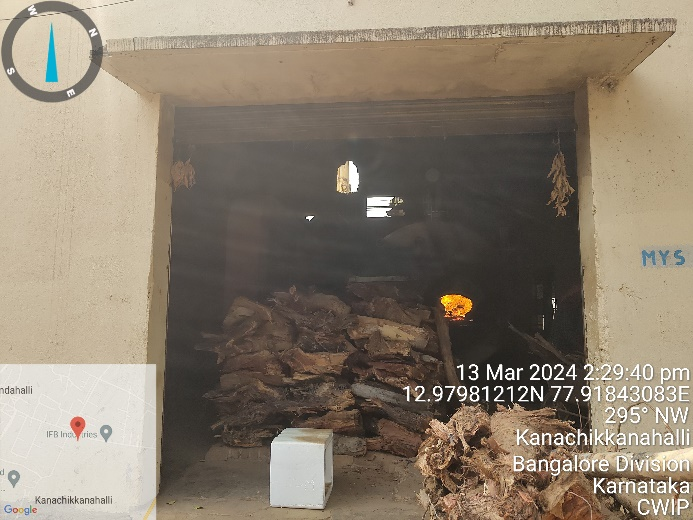 N
W
S
E
MYS
13 Mar 2024 2:29:40 pm
12.97981212N 77.91843083E
295° NW
Kanachikkanahalli
Bangalore Division
Karnataka
CWIP
ndahalli
IFB Industries
d
Kanachikkanahalli
Google